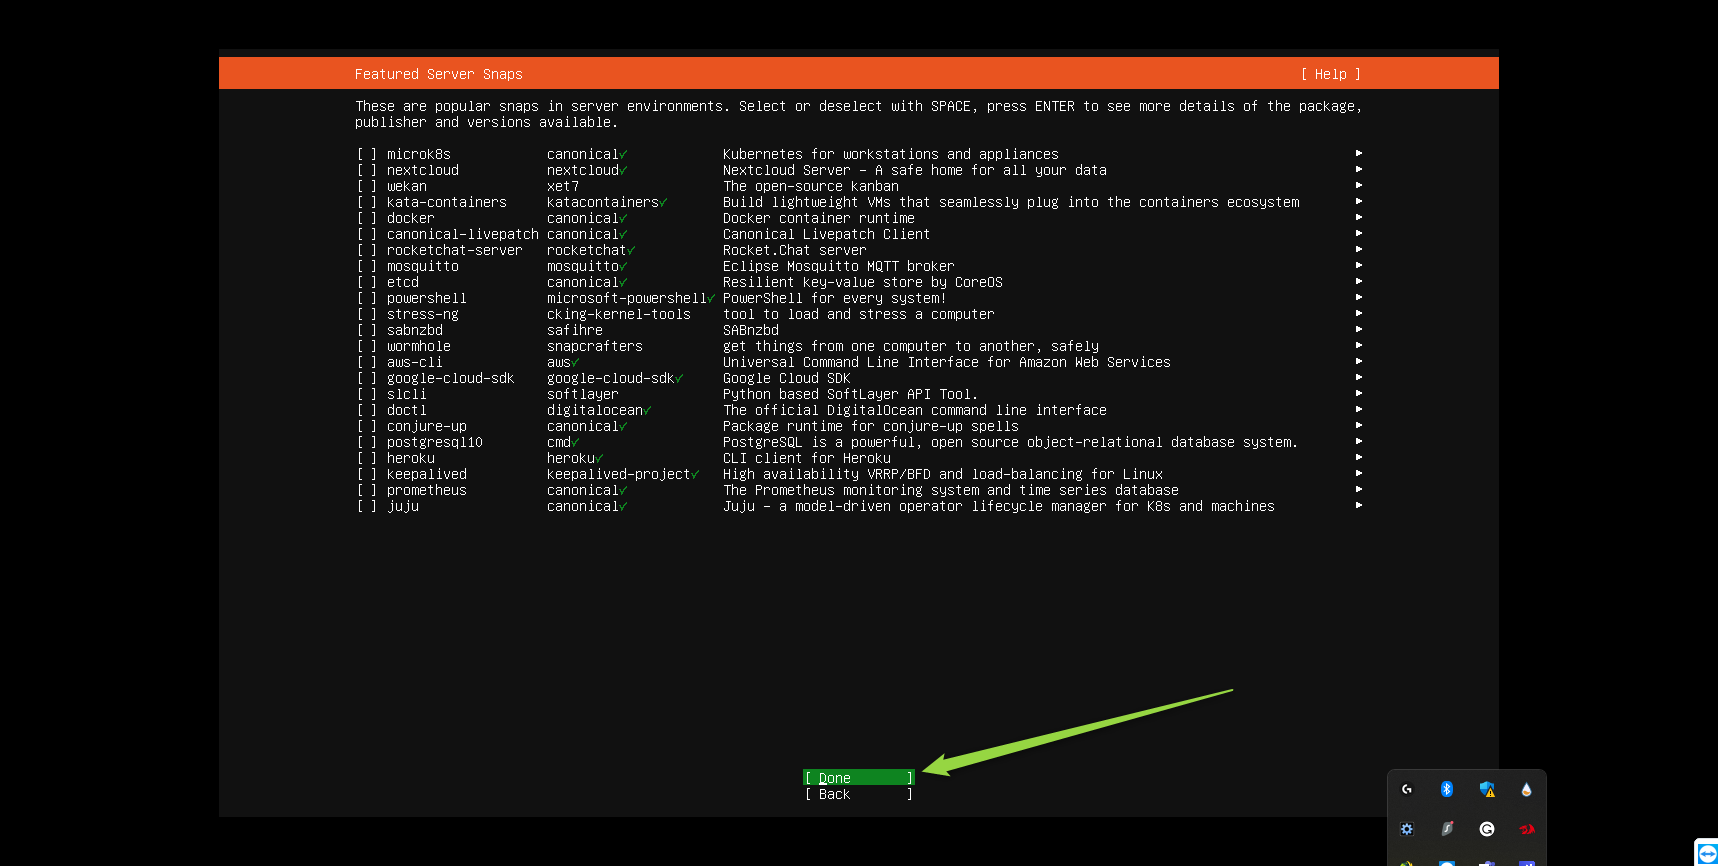 Featured Server Snaps [ Help ]
These are popular snaps in server environments. Select or deselect with SPACE, press ENTER to see more details of the package,
publisher and versions available.
[ ] microk8s canonical✓ Kubernetes for workstations and appliances ▸
[ ] nextcloud nextcloud✓ Nextcloud Server - A safe home for all your data ▸
[ ] wekan xet7 The open-source kanban ▸
[ ] kata-containers katacontainers✓ Build lightweight VMs that seamlessly plug into the containers ecosystem ▸
[ ] docker canonical✓ Docker container runtime ▸
[ ] canonical-livepatch canonical✓ Canonical Livepatch Client ▸
[ ] rocketchat-server rocketchat✓ Rocket.Chat server ▸
[ ] mosquitto mosquitto✓ Eclipse Mosquitto MQTT broker ▸
[ ] etcd canonical✓ Resilient key-value store by CoreOS ▸
[ ] powershell microsoft-powershell✓ PowerShell for every system! ▸
[ ] stress-ng cking-kernel-tools tool to load and stress a computer ▸
[ ] sabnzbd safihre SABnzbd ▸
[ ] wormhole snapcrafters get things from one computer to another, safely ▸
[ ] aws-cli aws✓ Universal Command Line Interface for Amazon Web Services ▸
[ ] google-cloud-sdk google-cloud-sdk✓ Google Cloud SDK ▸
[ ] slcli softlayer Python based SoftLayer API Tool. ▸
[ ] doctl digitalocean✓ The official DigitalOcean command line interface ▸
[ ] conjure-up canonical✓ Package runtime for conjure-up spells ▸
[ ] postgresql10 cmd✓ PostgreSQL is a powerful, open source object-relational database system. ▸
[ ] heroku heroku✓ CLI client for Heroku ▸
[ ] keepalived keepalived-project✓ High availability VRRP/BFD and load-balancing for Linux ▸
[ ] prometheus canonical✓ The Prometheus monitoring system and time series database ▸
[ ] juju canonical✓ Juju - a model-driven operator lifecycle manager for K8s and machines ▸
[ Done ]
[ Back ]